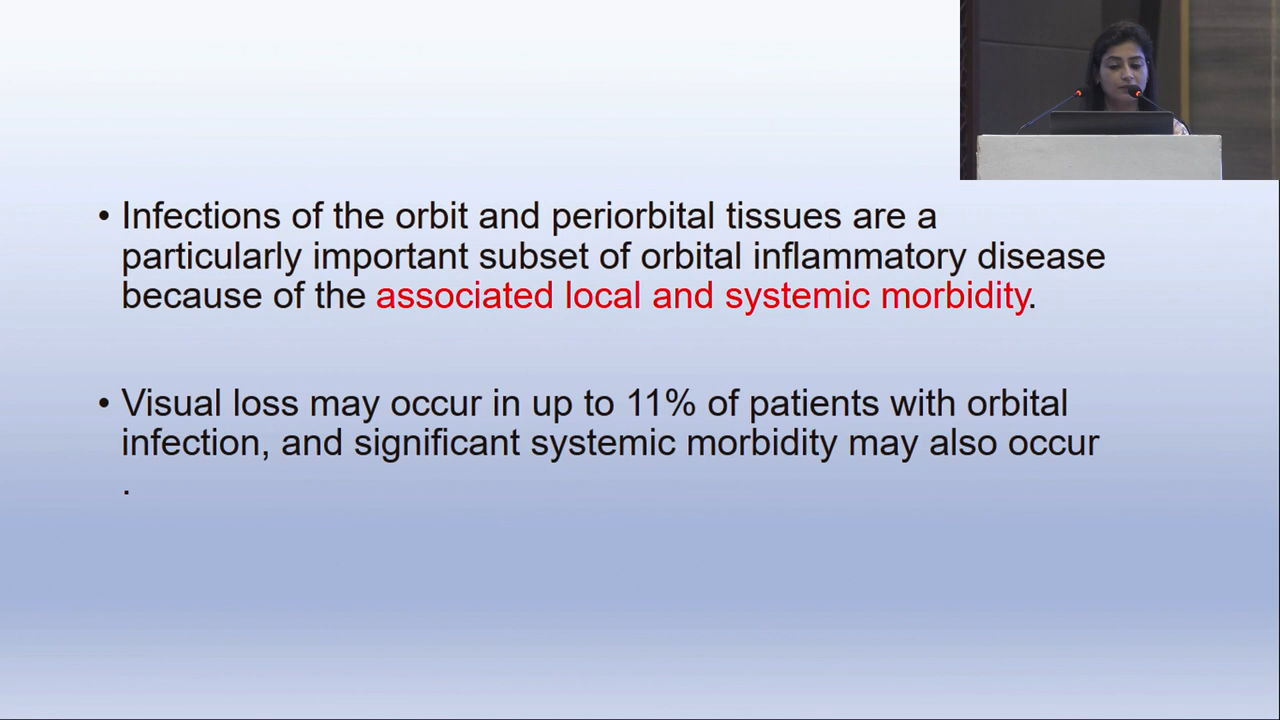 • Infections of the orbit and periorbital tissues are a
particularly important subset of orbital inflammatory disease
because of the associated local and systemic morbidity.
• Visual loss may occur in up to 11% of patients with orbital
infection, and significant systemic morbidity may also occur
.